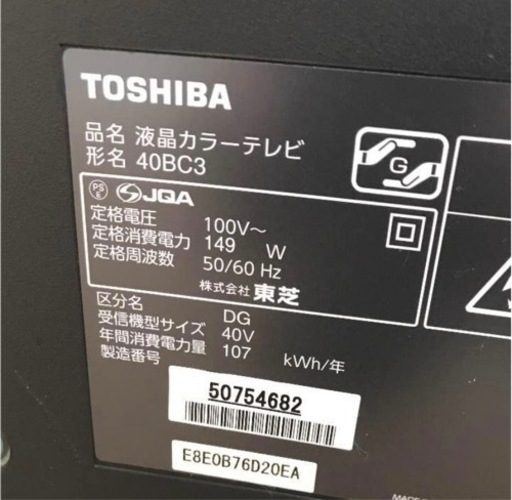 TOSHIBA
品名 液晶カラーテレビ
形名 40BC3
G
PS E JQA
定格電圧 100V～
定格消費電力 149 W
定格周波数 50/60 Hz
株式会社 東芝
区分名 DG
受信機型サイズ 40V
年間消費電力量 107 kWh/年
製造番号
50754682
E8E0B76D20EA
MADE